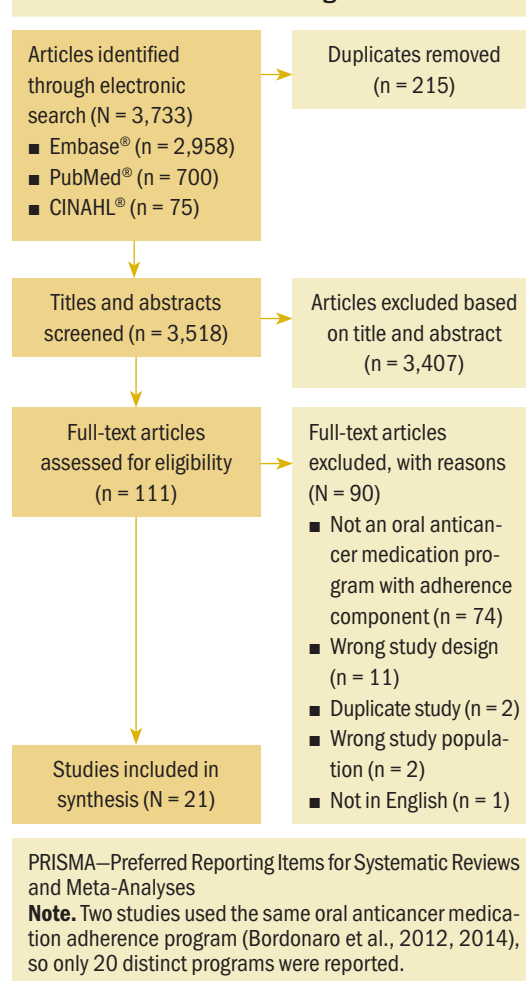 Articles identified
through electronic
search (N = 3,733)
■ Embase® (n = 2,958)
■ PubMed® (n = 700)
■ CINAHL® (n = 75)
Duplicates removed
(n = 215)
Titles and abstracts
screened (n = 3,518)
Articles excluded based
on title and abstract
(n = 3,407)
Full-text articles
assessed for eligibility
(n = 111)
Full-text articles
excluded, with reasons
(N = 90)
■ Not an oral antican-
cer medication pro-
gram with adherence
component (n = 74)
■ Wrong study design
(n = 11)
■ Duplicate study (n = 2)
■ Wrong study popula-
tion (n = 2)
■ Not in English (n = 1)
Studies included in
synthesis (N = 21)
PRISMA—Preferred Reporting Items for Systematic Reviews
and Meta-Analyses
Note. Two studies used the same oral anticancer medica-
tion adherence program (Bordonaro et al., 2012, 2014),
so only 20 distinct programs were reported.